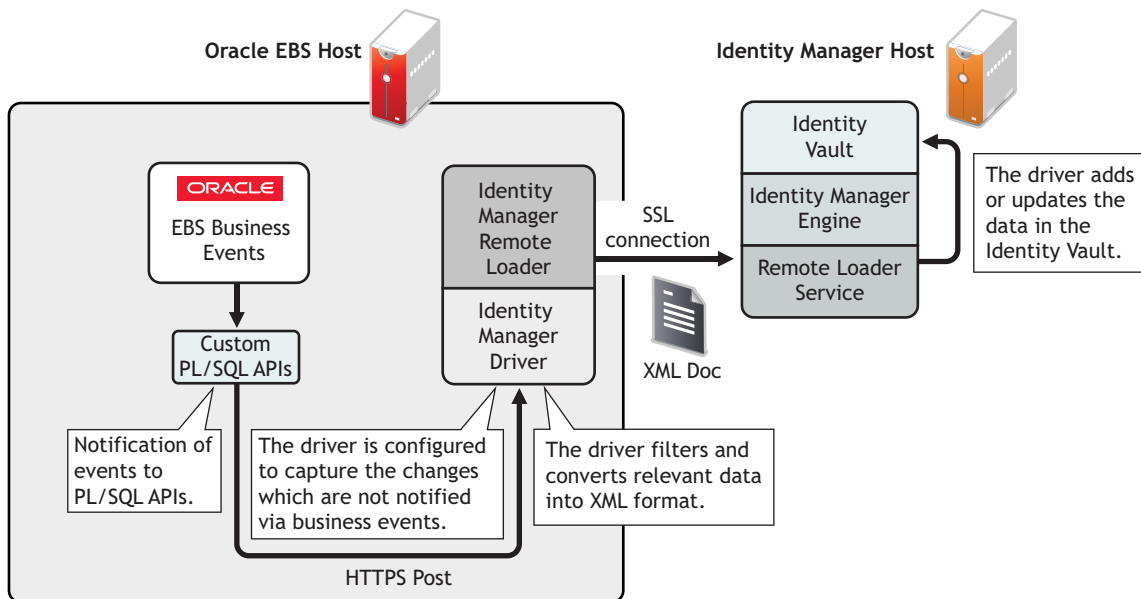 Oracle EBS Host
Identity Manager Host
ORACLE
EBS Business
Events
Custom
PL/SQL APIs
Notification of
events to
PL/SQL APIs.
Identity
Manager
Remote
Loader
Identity
Manager
Driver
The driver is configured
to capture the changes
which are not notified
via business events.
The driver filters and
converts relevant data
into XML format.
HTTPS Post
SSL
connection
XML Doc
Identity
Vault
Identity Manager
Engine
Remote Loader
Service
The driver adds
or updates the
data in the
Identity Vault.